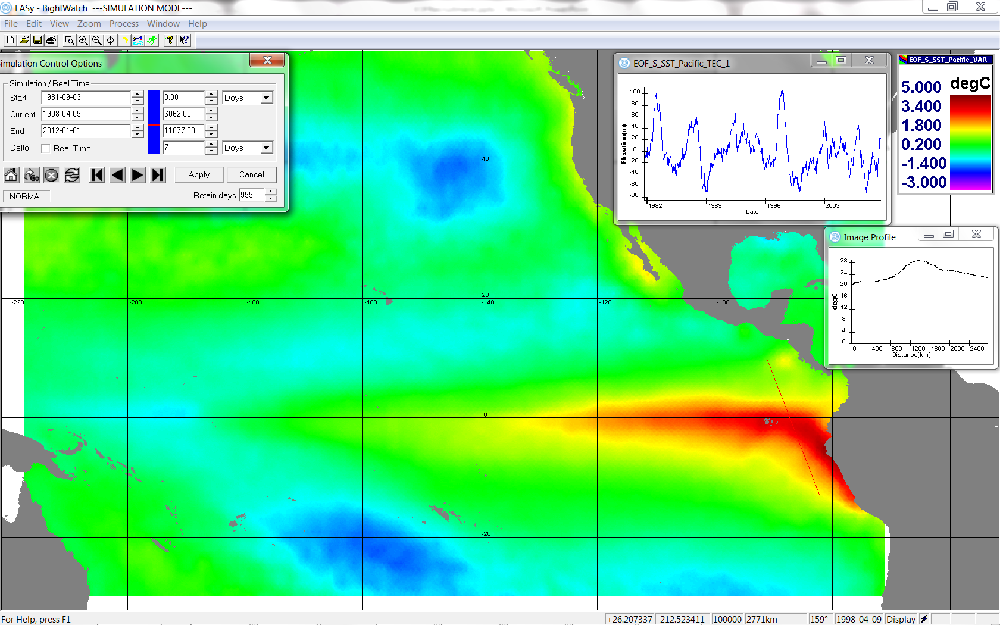 EASy - BightWatch ---SIMULATION MODE---
File Edit View Zoom Process Window Help
imulation Control Options
Simulation / Real Time
Start 1981-09-03 0.00 Days
Current 1998-04-09 6062.00
End 2012-01-01 11077.00
Delta Real Time 7 Days
Go
Apply Cancel
NORMAL Retain days 999
EOF_S_SST_Pacific_TEC_1
Elevation(m)
100
80
60
40
20
0
-20
-40
-60
-80
1982 1989 1996 2003
Date
EOF_S_SST_Pacific_VAR
degC
5.000
3.400
1.800
0.200
-1.400
-3.000
Image Profile
degC
28
24
20
16
12
8
4
0
0 400 800 1200 1600 2000 2400
Distance(km)
40
20
-220 -200 -180 -160 -140 -120 -100
-0
-20
For Help, press F1 +26.207337 -212.523411 100000 2771km 159° 1998-04-09 Display